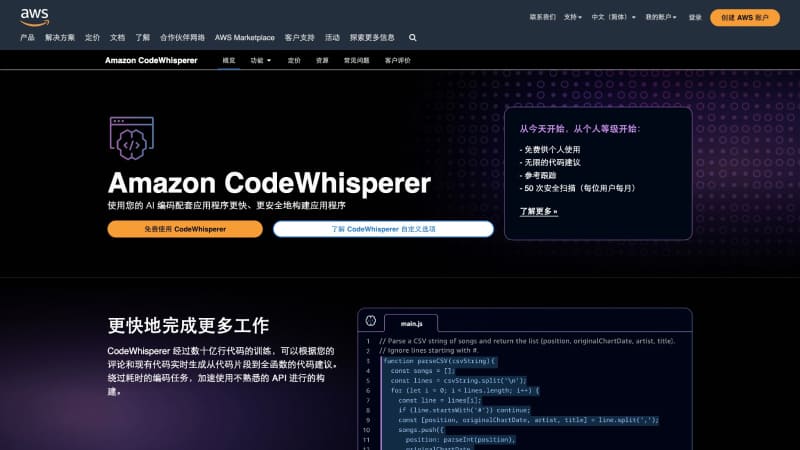 aws
联系我们 支持 中文（简体） 我的账户 登录 创建 AWS 账户
产品 解决方案 定价 文档 了解 合作伙伴网络 AWS Marketplace 客户支持 活动 探索更多信息
Amazon CodeWhisperer 概览 功能 定价 资源 常见问题 客户评价
Amazon CodeWhisperer
使用您的 AI 编码配套应用程序更快、更安全地构建应用程序
免费使用 CodeWhisperer
了解 CodeWhisperer 自定义选项
从今天开始，从个人等级开始：
- 免费供个人使用
- 无限的代码建议
- 参考跟踪
- 50 次安全扫描（每位用户每月）
了解更多 »
更快地完成更多工作
CodeWhisperer 经过数十亿行代码的训练，可以根据您的
评论和现有代码实时生成从代码片段到全函数的代码建议。
绕过耗时的编码任务，加速使用不熟悉的 API 进行的构
建。
main.js
1 // Parse a CSV string of songs and return the list (position, originalChartDate, artist, title).
2 // Ignore lines starting with #.
3 function parseCSV(csvString){
4 const songs = [];
5 const lines = csvString.split('\n');
6 for (let i = 0; i < lines.length; i++) {
7 const line = lines[i];
8 if (line.startsWith('#')) continue;
9 const [position, originalChartDate, artist, title] = line.split(',');
10 songs.push({
11 position: parseInt(position),
originalChartDate,